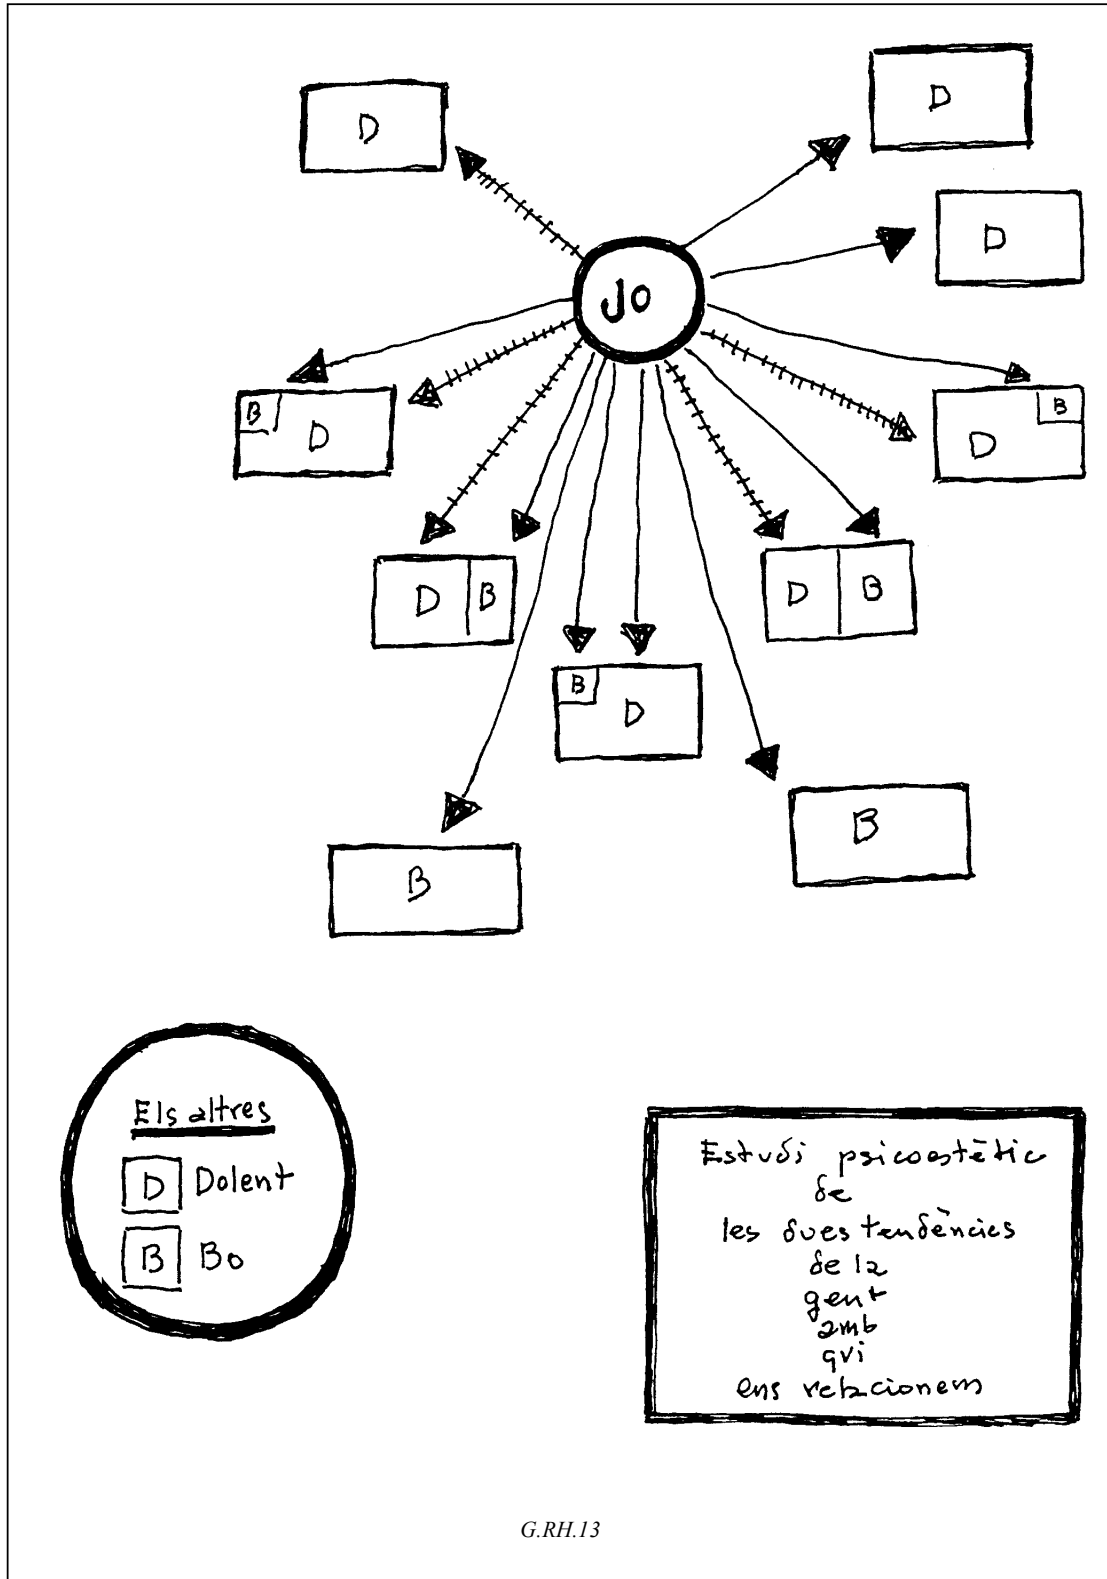 D
D
D
Jo
B
D
B
D
D
B
D
B
B
D
B
B
Els altres
D Dolent
B Bo
Estudi psicoestètic
de
les dues tendències
de la
gent
amb
qui
ens relacionem
G.RH.13